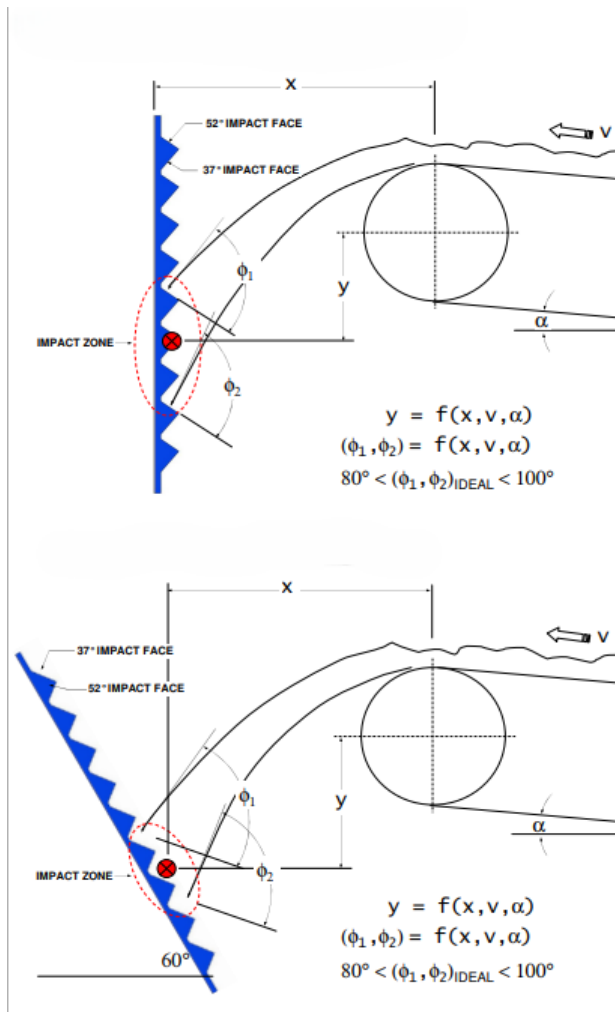 x
v
52° IMPACT FACE
37° IMPACT FACE
ϕ₁
y
α
IMPACT ZONE
ϕ₂
y = f(x,v,α)
(ϕ₁,ϕ₂) = f(x,v,α)
80° < (ϕ₁,ϕ₂)IDEAL < 100°
x
v
37° IMPACT FACE
52° IMPACT FACE
ϕ₁
y
α
ϕ₂
IMPACT ZONE
y = f(x,v,α)
(ϕ₁,ϕ₂) = f(x,v,α)
60°
80° < (ϕ₁,ϕ₂)IDEAL < 100°